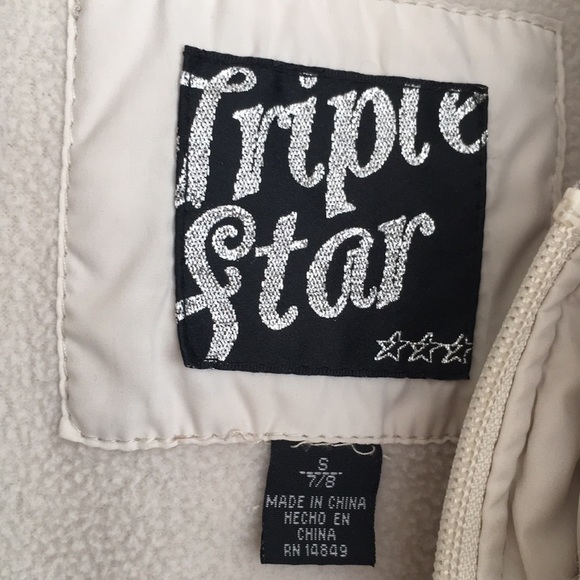 Triple
Star
S
7/8
MADE IN CHINA
HECHO EN
CHINA
RN 14849